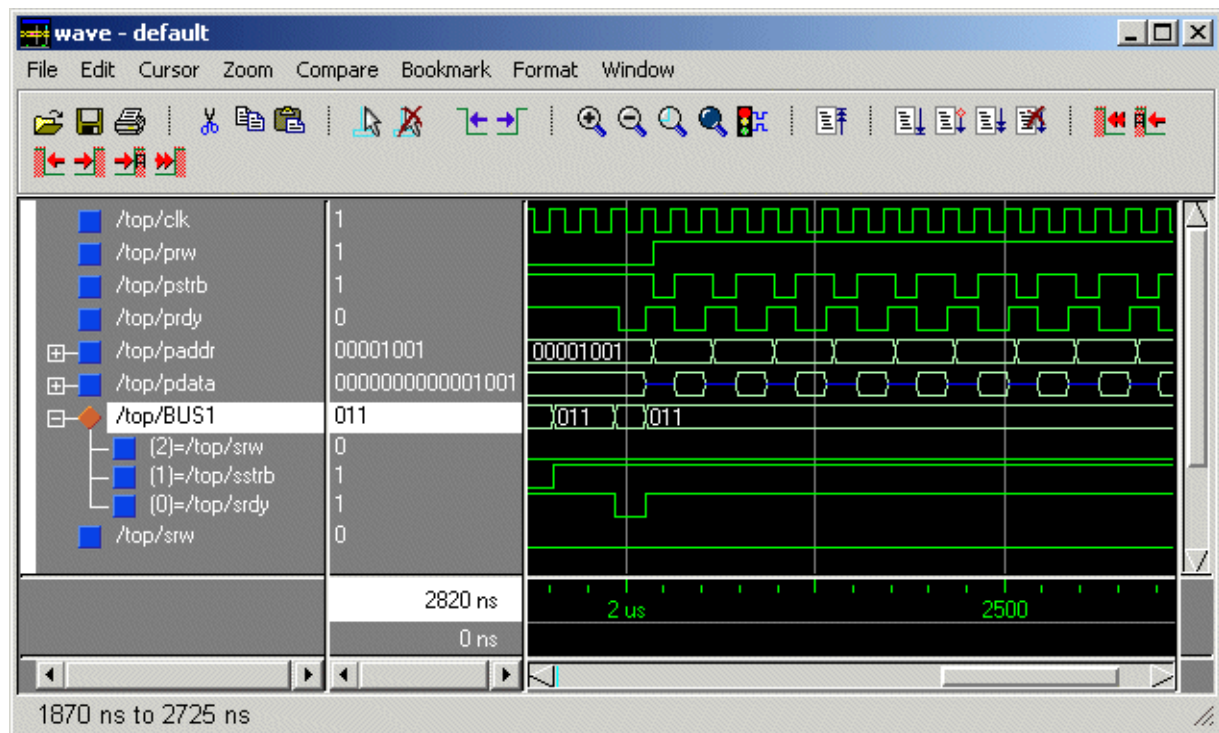 wave - default
File Edit Cursor Zoom Compare Bookmark Format Window
/top/clk 1
/top/prw 1
/top/pstrb 1
/top/prdy 0
/top/paddr 00001001 00001001
/top/pdata 0000000000001001
/top/BUS1 011 011 011
(2)=/top/srw 0
(1)=/top/sstrb 1
(0)=/top/srdy 1
/top/srw 0
2820 ns 2 us 2500
0 ns
1870 ns to 2725 ns